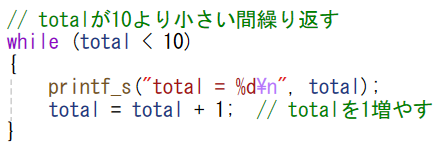 // totalが10より小さい間繰り返す
while (total < 10)
{
    printf_s("total = %d¥n", total);
    total = total + 1;  // totalを1増やす
}